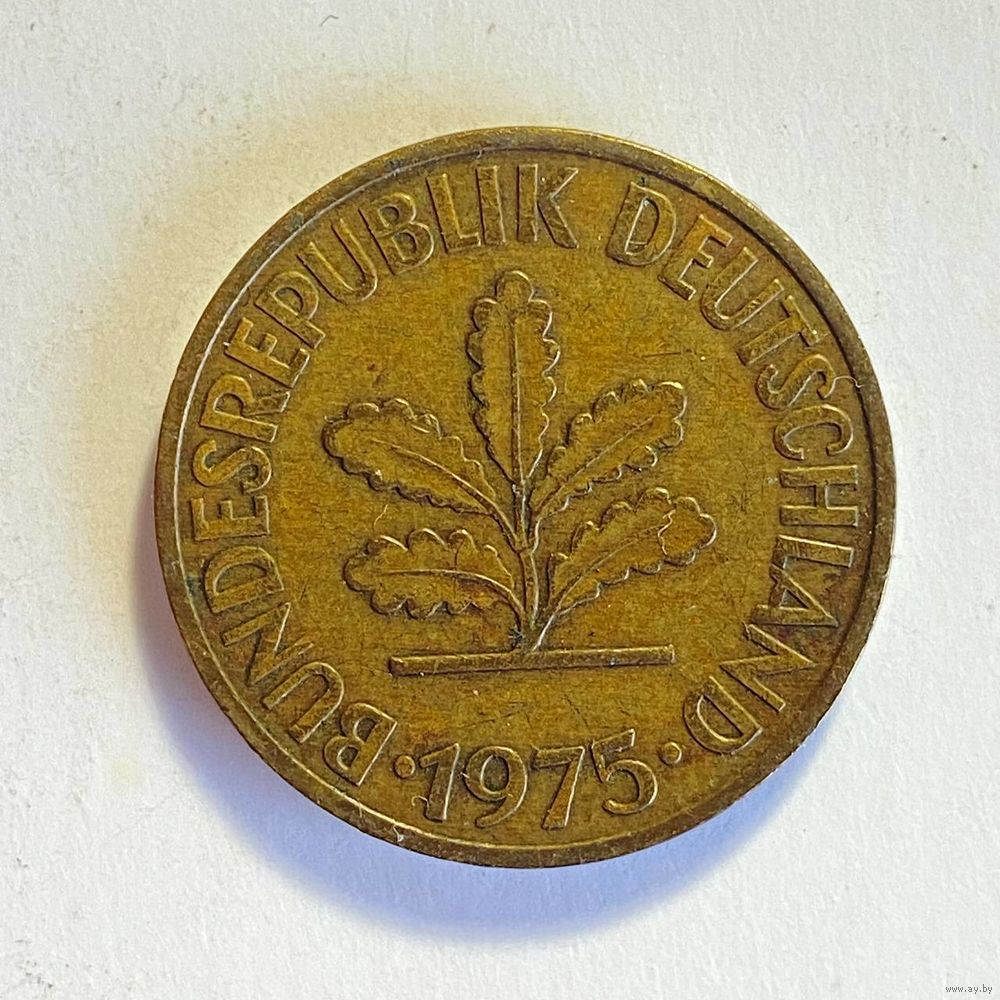 BUNDESREPUBLIK DEUTSCHLAND
· 1975 ·
www.ay.by